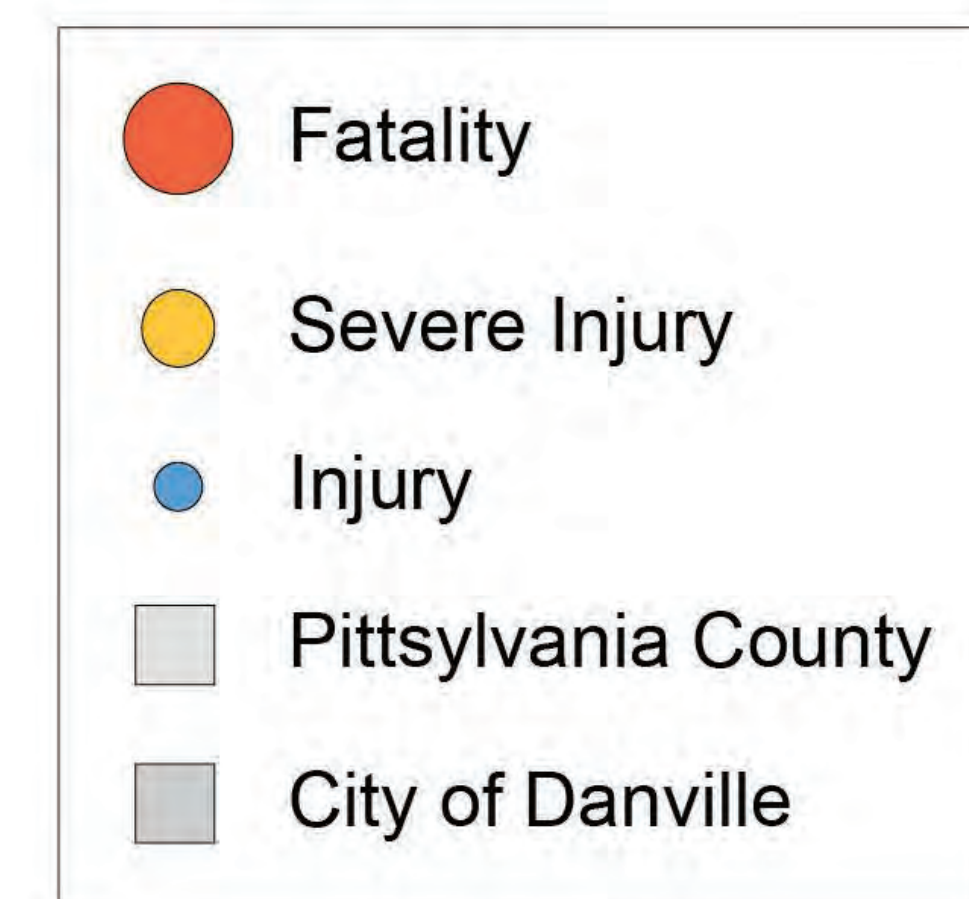 Fatality
Severe Injury
Injury
Pittsylvania County
City of Danville